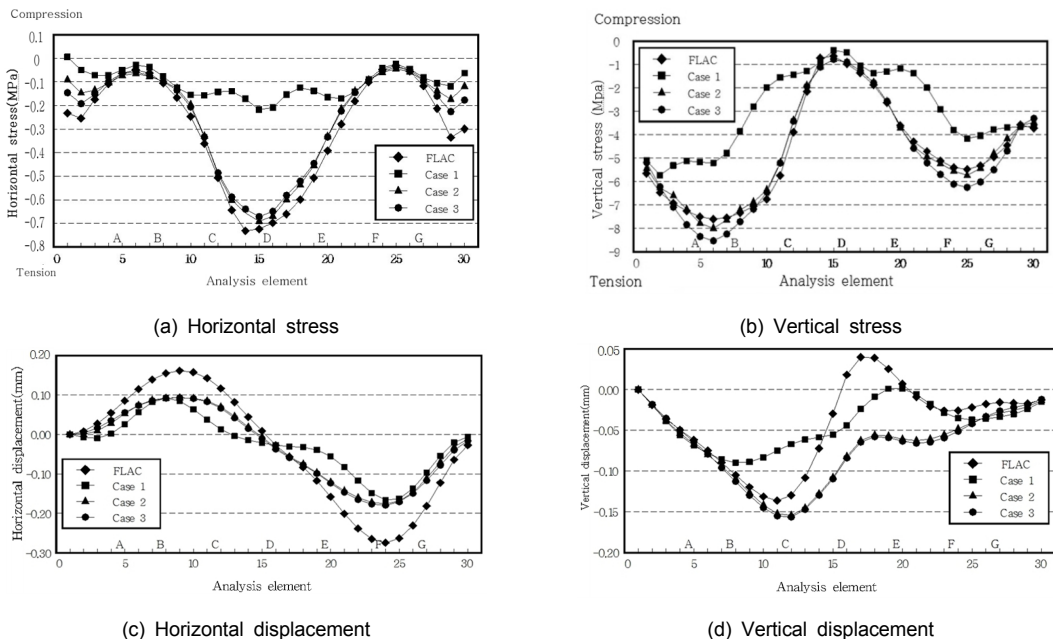 Compression
0.1
0
-0.1
-0.2
-0.3
-0.4
-0.5
-0.6
-0.7
-0.8
Horizontal stress(MPa)
FLAC
Case 1
Case 2
Case 3
A B C D E F G
0 5 10 15 20 25 30
Tension
Analysis element
(a) Horizontal stress
Compression
0
-1
-2
-3
-4
-5
-6
-7
-8
-9
Vertical stress (Mpa)
FLAC
Case 1
Case 2
Case 3
A B C D E F G
0 5 10 15 20 25 30
Tension
Analysis element
(b) Vertical stress
0.20
0.10
0.00
-0.10
-0.20
-0.30
Horizontal displacement(mm)
FLAC
Case 1
Case 2
Case 3
A B C D E F G
0 5 10 15 20 25 30
Analysis element
(c) Horizontal displacement
0.05
0.00
-0.05
-0.10
-0.15
-0.20
Vertical displacement(mm)
FLAC
Case 1
Case 2
Case 3
A B C D E F G
0 5 10 15 20 25 30
Analysis element
(d) Vertical displacement